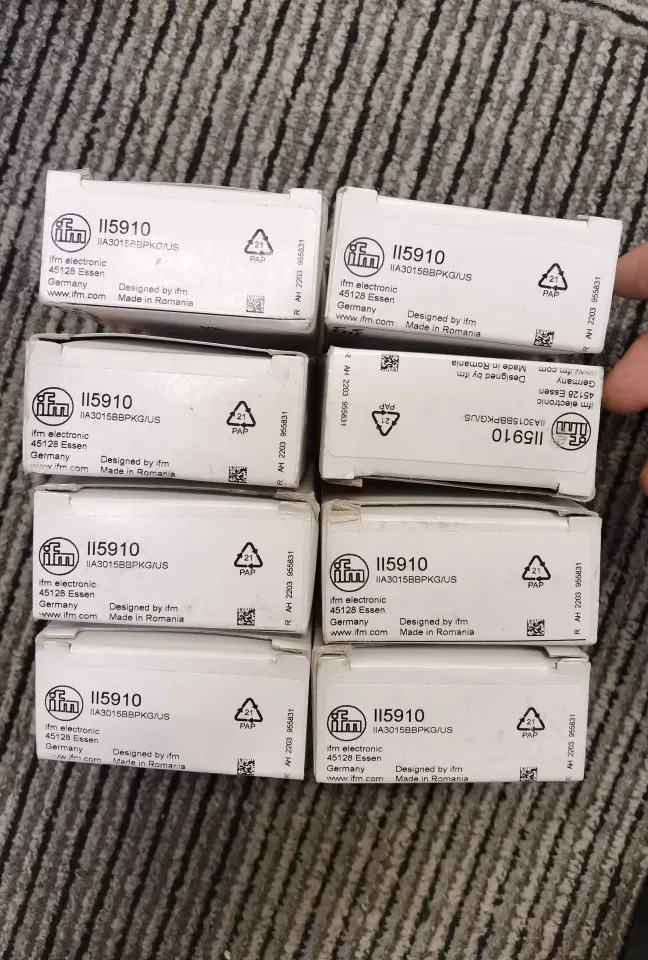 ifm
II5910
IIA3015BBPKG/US
ifm electronic
45128 Essen
Germany
www.ifm.com
Designed by ifm
Made in Romania
21
PAP
R AH 2203 955831
ifm
II5910
IIA3015BBPKG/US
ifm electronic
45128 Essen
Germany
www.ifm.com
Designed by ifm
Made in Romania
21
PAP
R AH 2203 955831
ifm
II5910
IIA3015BBPKG/US
ifm electronic
45128 Essen
Germany
www.ifm.com
Designed by ifm
Made in Romania
21
PAP
R AH 2203 955831
ifm
II5910
IIA3015BBPKG/US
ifm electronic
45128 Essen
Germany
www.ifm.com
Designed by ifm
Made in Romania
21
PAP
R AH 2203 955831
ifm
II5910
IIA3015BBPKG/US
ifm electronic
45128 Essen
Germany
www.ifm.com
Designed by ifm
Made in Romania
21
PAP
R AH 2203 955831
ifm
II5910
IIA3015BBPKG/US
ifm electronic
45128 Essen
Germany
www.ifm.com
Designed by ifm
Made in Romania
21
PAP
R AH 2203 955831
ifm
II5910
IIA3015BBPKG/US
ifm electronic
45128 Essen
Germany
www.ifm.com
Designed by ifm
Made in Romania
21
PAP
AH 2203 955831
ifm
II5910
IIA3015BBPKG/US
ifm electronic
45128 Essen
Germany
www.ifm.com
Designed by ifm
Made in Romania
21
PAP
R AH 2203 955831